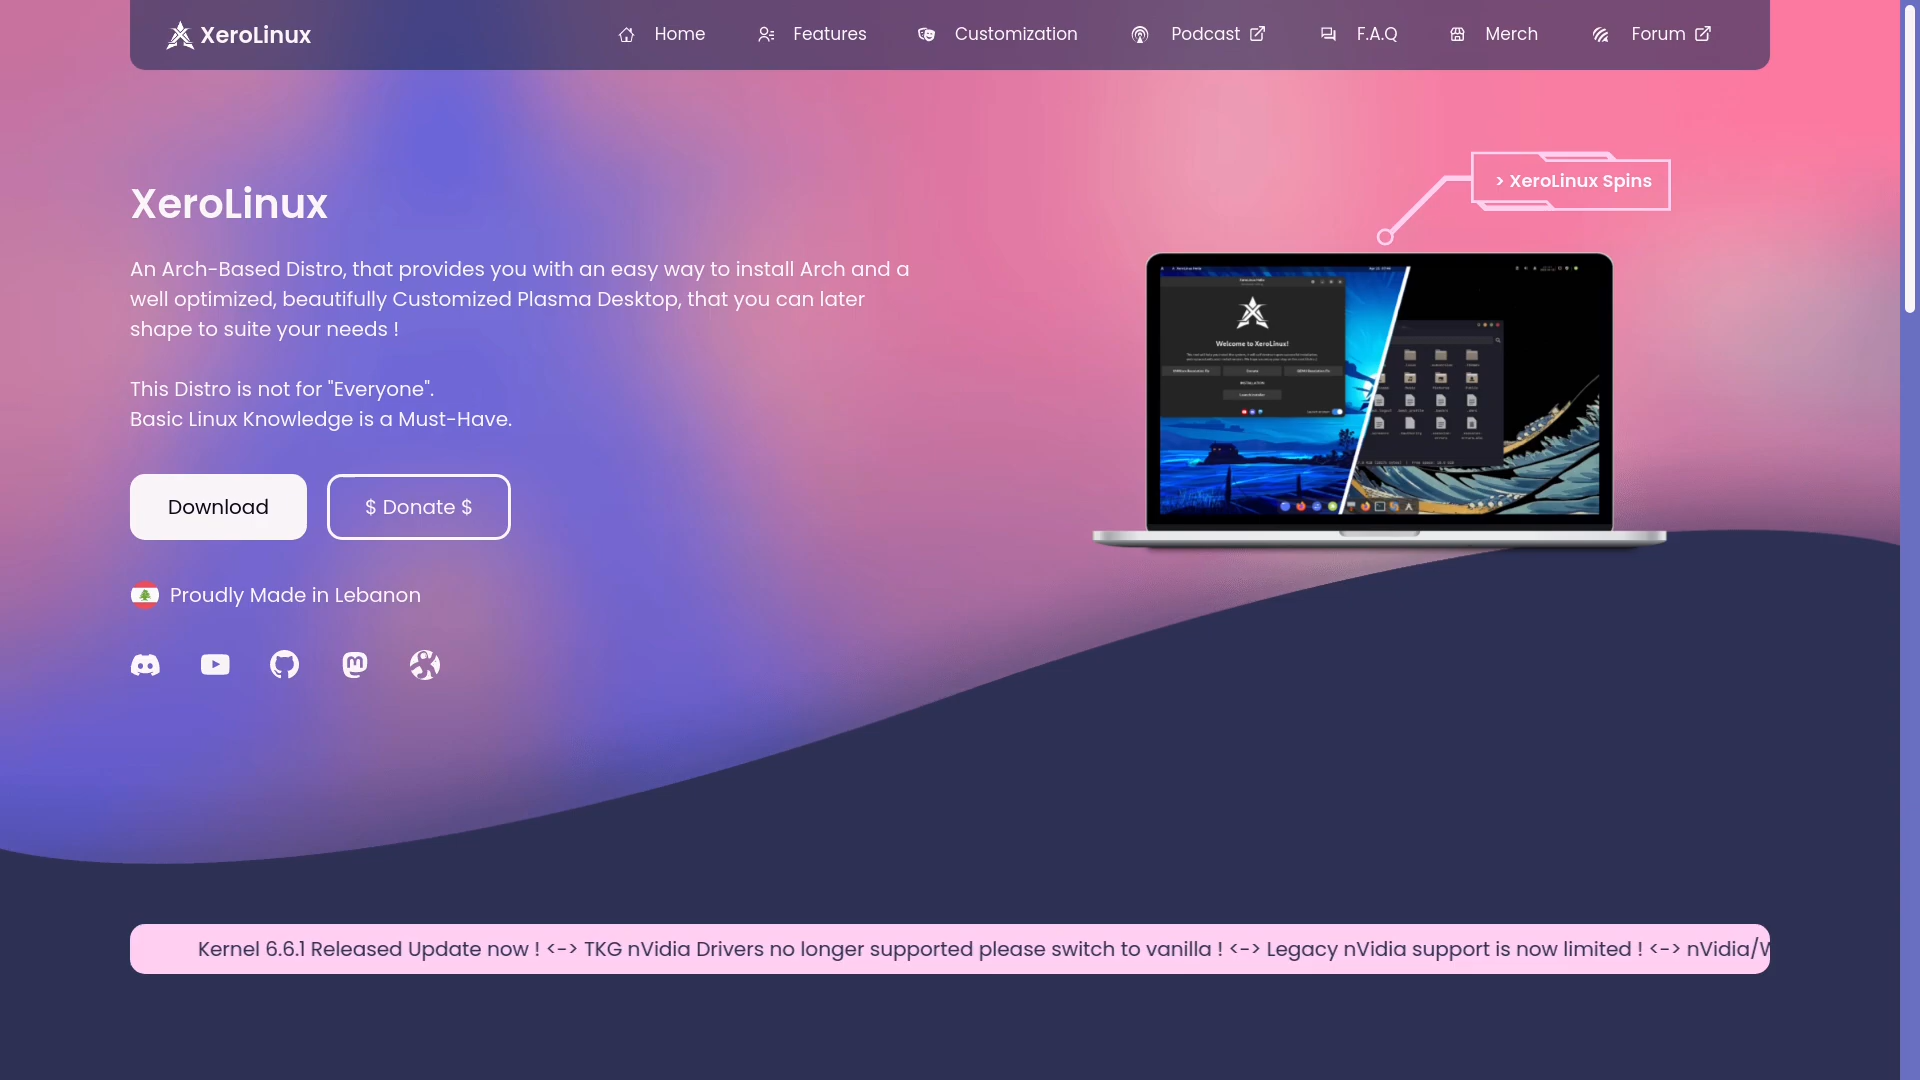 XeroLinux
Home
Features
Customization
Podcast
F.A.Q
Merch
Forum
> XeroLinux Spins
XeroLinux
An Arch-Based Distro, that provides you with an easy way to install Arch and a
well optimized, beautifully Customized Plasma Desktop, that you can later
shape to suite your needs !
This Distro is not for "Everyone".
Basic Linux Knowledge is a Must-Have.
Welcome to XeroLinux!
Download
$ Donate $
Proudly Made in Lebanon
Kernel 6.6.1 Released Update now ! <-> TKG nVidia Drivers no longer supported please switch to vanilla ! <-> Legacy nVidia support is now limited ! <-> nVidia/